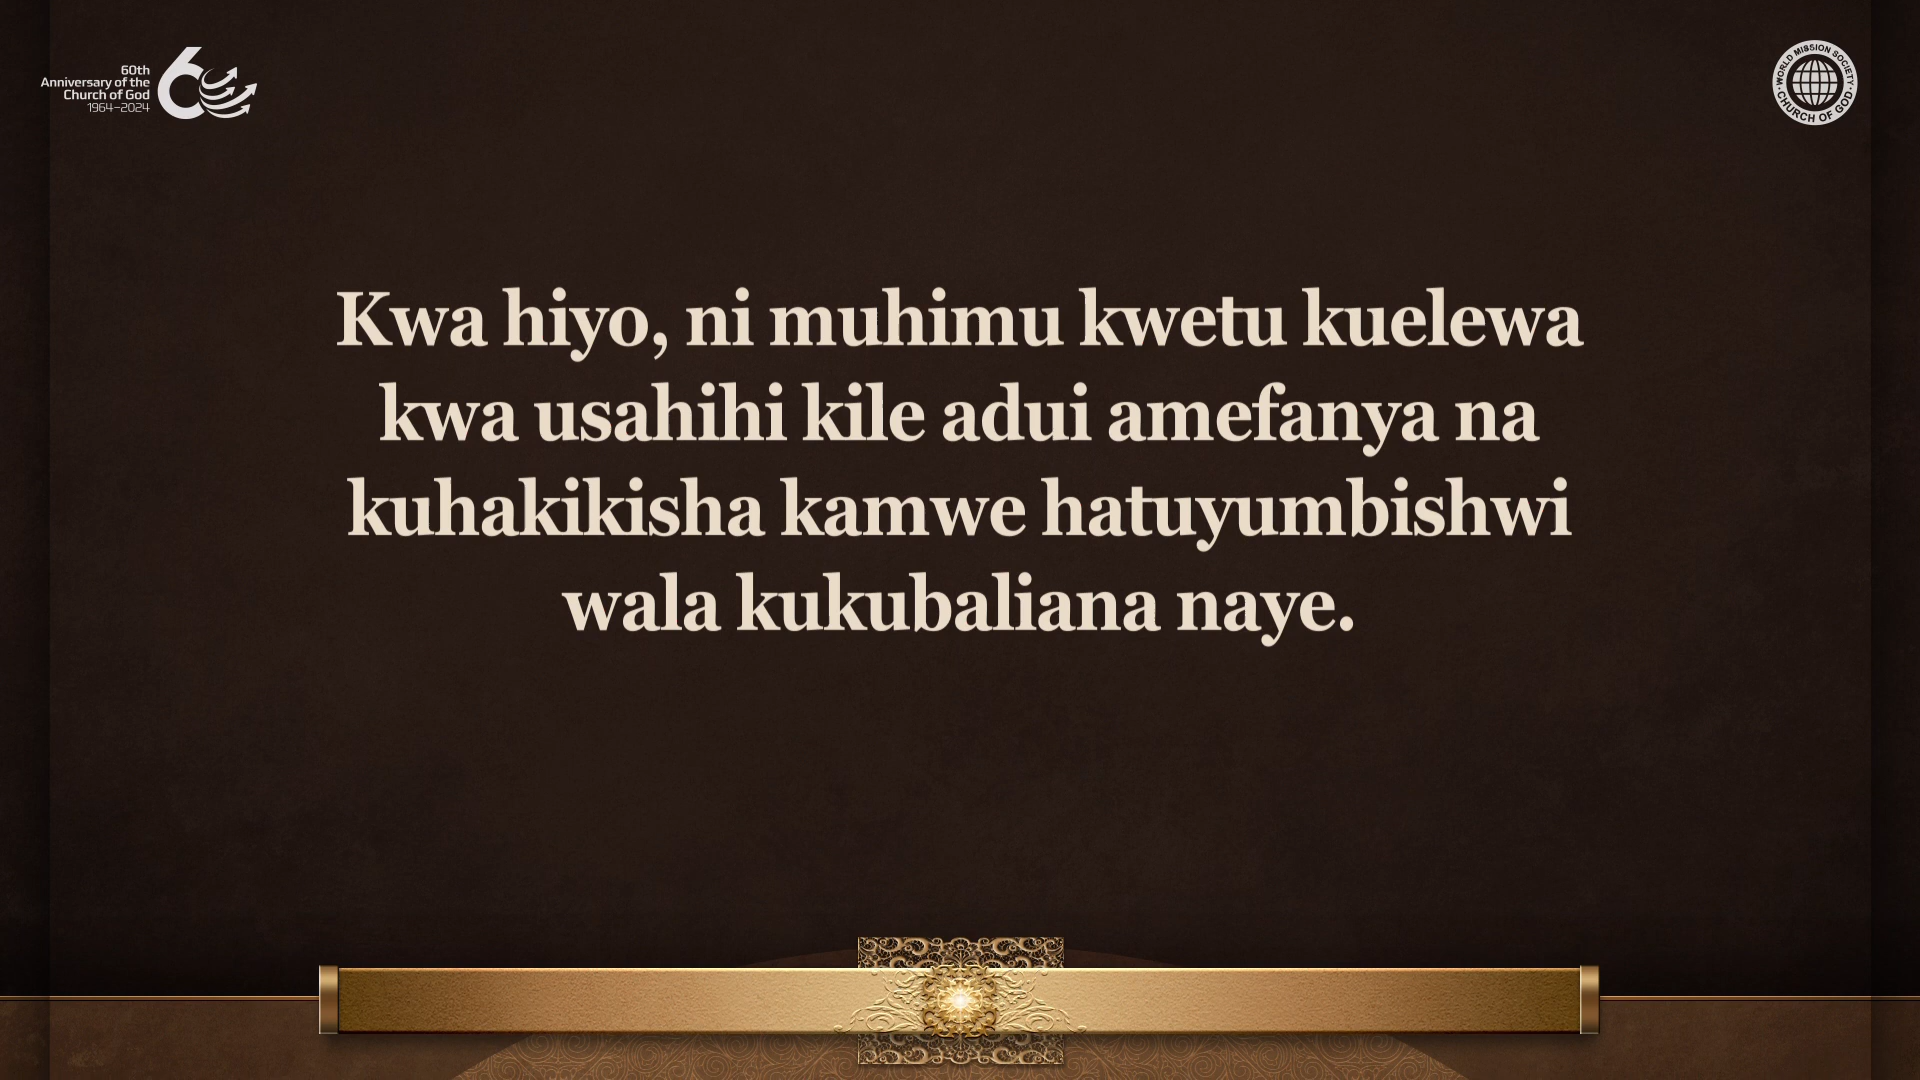 60th
Anniversary of the
Church of God
1964–2024
WORLD MISSION SOCIETY
CHURCH OF GOD
Kwa hiyo, ni muhimu kwetu kuelewa
kwa usahihi kile adui amefanya na
kuhakikisha kamwe hatuyumbishwi
wala kukubaliana naye.